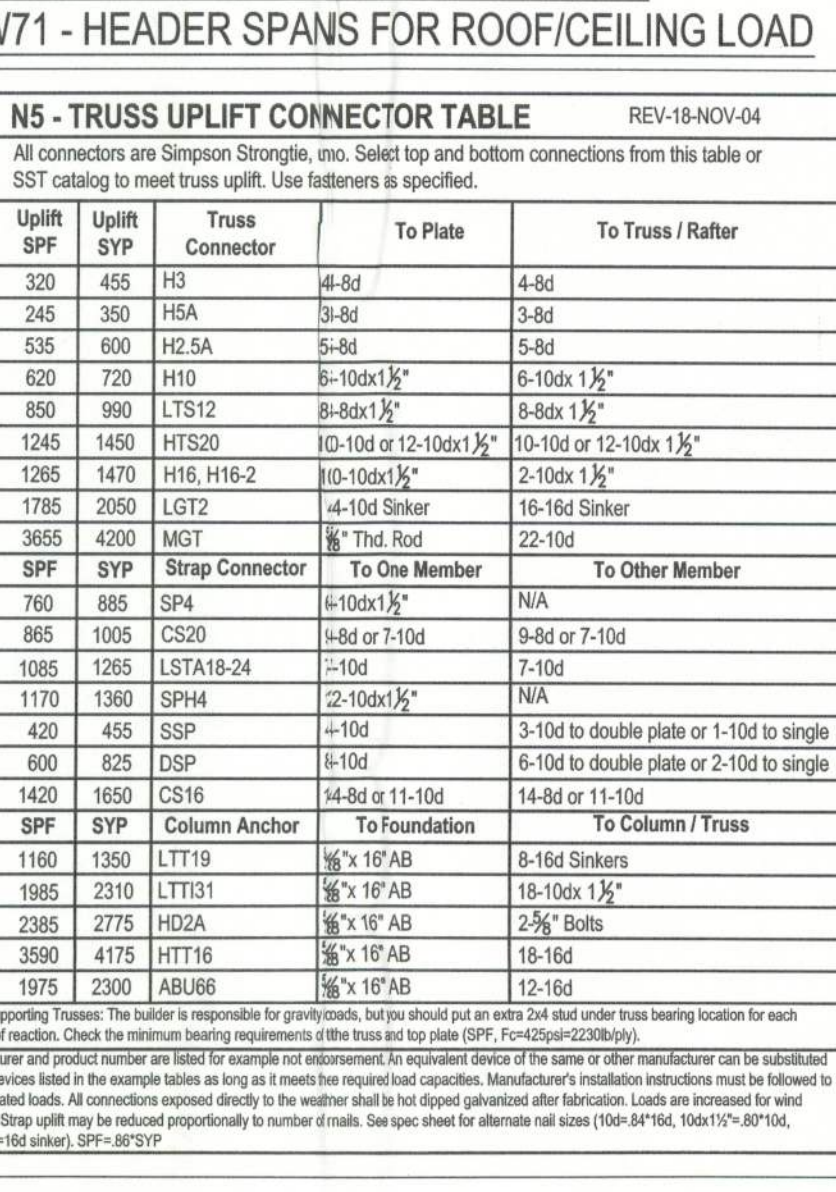 W71 - HEADER SPANS FOR ROOF/CEILING LOAD
N5 - TRUSS UPLIFT CONNECTOR TABLE REV-18-NOV-04
All connectors are Simpson Strongtie, uno. Select top and bottom connections from this table or
SST catalog to meet truss uplift. Use fasteners as specified.
Uplift SPF Uplift SYP Truss Connector To Plate To Truss / Rafter
320 455 H3 4-8d 4-8d
245 350 H5A 3-8d 3-8d
535 600 H2.5A 5-8d 5-8d
620 720 H10 6-10dx1½" 6-10dx 1½"
850 990 LTS12 8-8dx1½" 8-8dx 1½"
1245 1450 HTS20 10-10d or 12-10dx1½" 10-10d or 12-10dx 1½"
1265 1470 H16, H16-2 10-10dx1½" 2-10dx 1½"
1785 2050 LGT2 14-10d Sinker 16-16d Sinker
3655 4200 MGT ⅝" Thd. Rod 22-10d
SPF SYP Strap Connector To One Member To Other Member
760 885 SP4 6-10dx1½" N/A
865 1005 CS20 9-8d or 7-10d 9-8d or 7-10d
1085 1265 LSTA18-24 7-10d 7-10d
1170 1360 SPH4 12-10dx1½" N/A
420 455 SSP 4-10d 3-10d to double plate or 1-10d to single
600 825 DSP 8-10d 6-10d to double plate or 2-10d to single
1420 1650 CS16 14-8d or 11-10d 14-8d or 11-10d
SPF SYP Column Anchor To Foundation To Column / Truss
1160 1350 LTT19 ⅝"x 16" AB 8-16d Sinkers
1985 2310 LTTI31 ⅝"x 16" AB 18-10dx 1½"
2385 2775 HD2A ⅝"x 16" AB 2-⅝" Bolts
3590 4175 HTT16 ⅝"x 16" AB 18-16d
1975 2300 ABU66 ⅝"x 16" AB 12-16d
pporting Trusses: The builder is responsible for gravity loads, but you should put an extra 2x4 stud under truss bearing location for each
f reaction. Check the minimum bearing requirements of the truss and top plate (SPF, Fc=425psi=2230lb/ply).
urer and product number are listed for example not endorsement. An equivalent device of the same or other manufacturer can be substituted
evices listed in the example tables as long as it meets the required load capacities. Manufacturer's installation instructions must be followed to
ated loads. All connections exposed directly to the weather shall be hot dipped galvanized after fabrication. Loads are increased for wind
Strap uplift may be reduced proportionally to number of nails. See spec sheet for alternate nail sizes (10d=.84*16d, 10dx1½"=.80*10d,
=16d sinker). SPF=.86*SYP